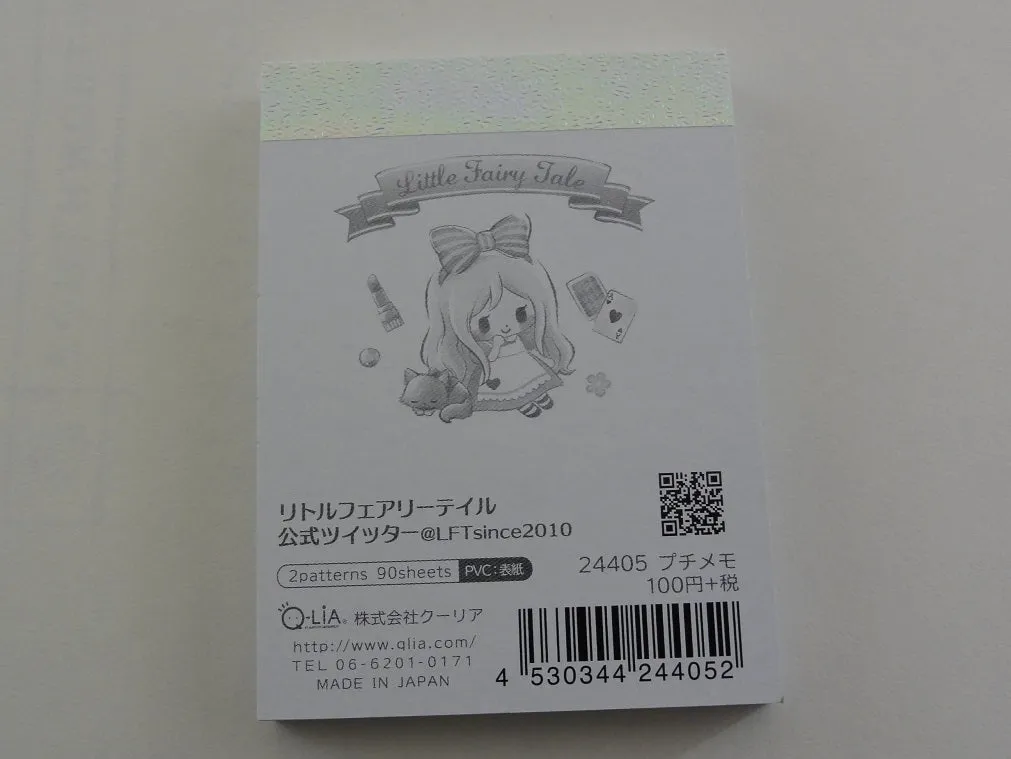 Little Fairy Tale
リトルフェアリーテイル
公式ツイッター@LFTsince2010
2patterns 90sheets PVC:表紙
24405 プチメモ
100円+税
Q-LiA® 株式会社クーリア
http://www.qlia.com/
TEL 06-6201-0171
MADE IN JAPAN
4 530344 244052